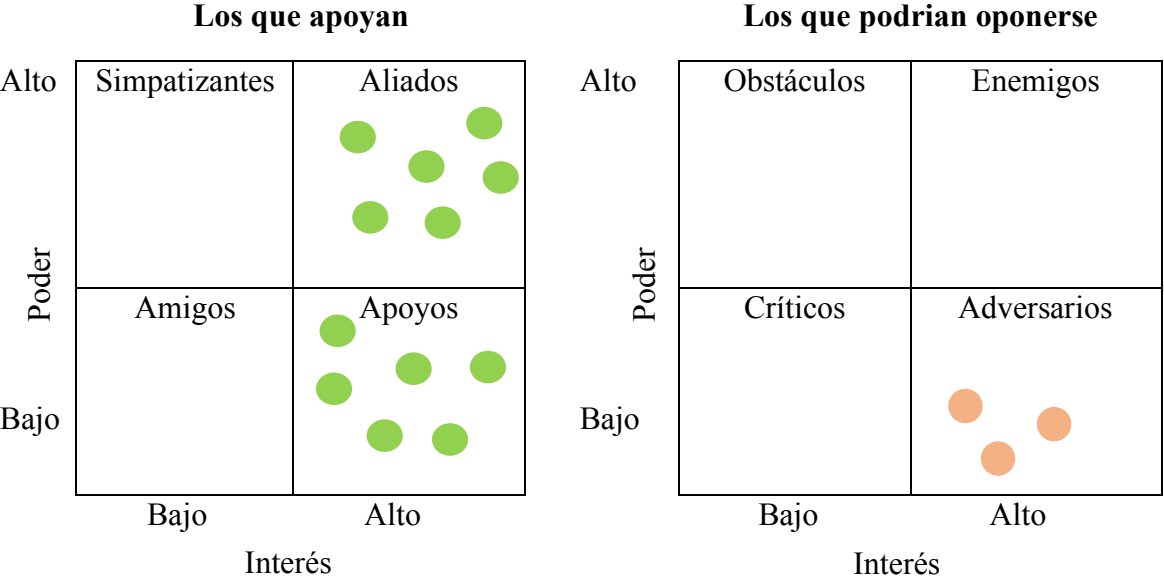 Los que apoyan
Los que podrian oponerse
Alto
Simpatizantes
Aliados
Poder
Amigos
Apoyos
Bajo
Bajo
Alto
Interés
Alto
Obstáculos
Enemigos
Poder
Críticos
Adversarios
Bajo
Bajo
Alto
Interés